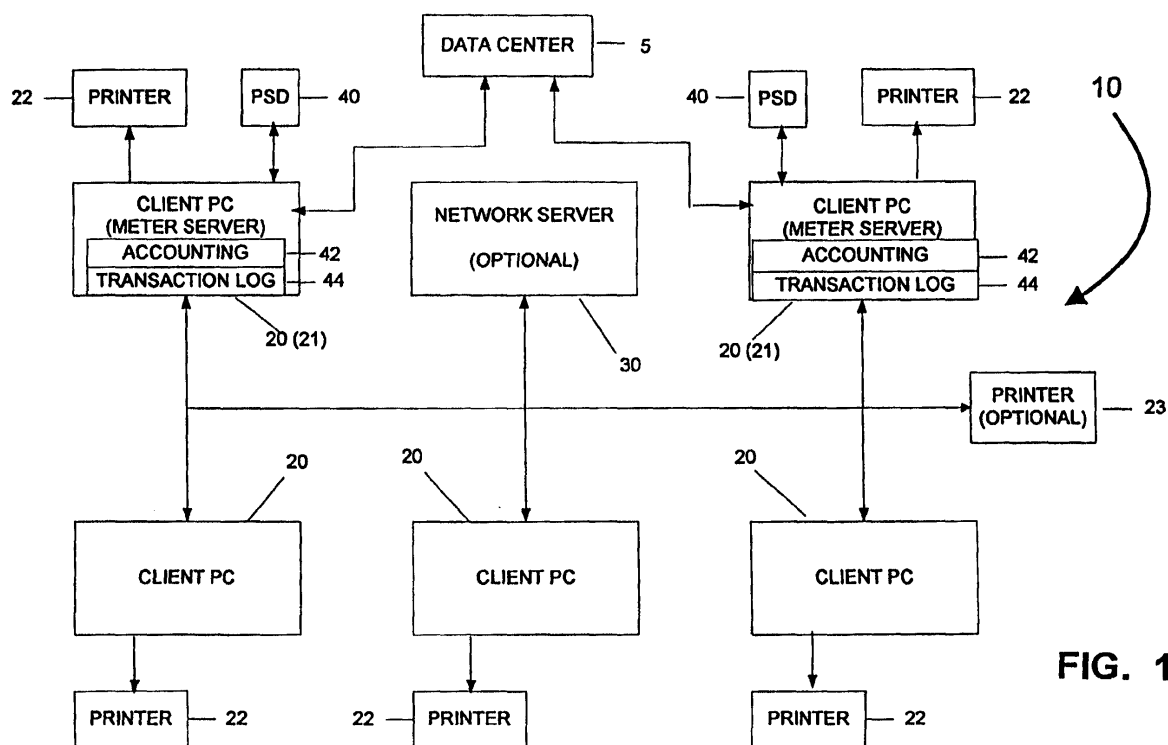 DATA CENTER
5
22
PRINTER
PSD
40
40
PSD
PRINTER
22
10
CLIENT PC
(METER SERVER)
ACCOUNTING
42
TRANSACTION LOG
44
20 (21)
NETWORK SERVER
(OPTIONAL)
30
CLIENT PC
(METER SERVER)
ACCOUNTING
42
TRANSACTION LOG
44
20 (21)
PRINTER
(OPTIONAL)
23
20
20
20
CLIENT PC
CLIENT PC
CLIENT PC
PRINTER
22
22
PRINTER
PRINTER
22
FIG. 1